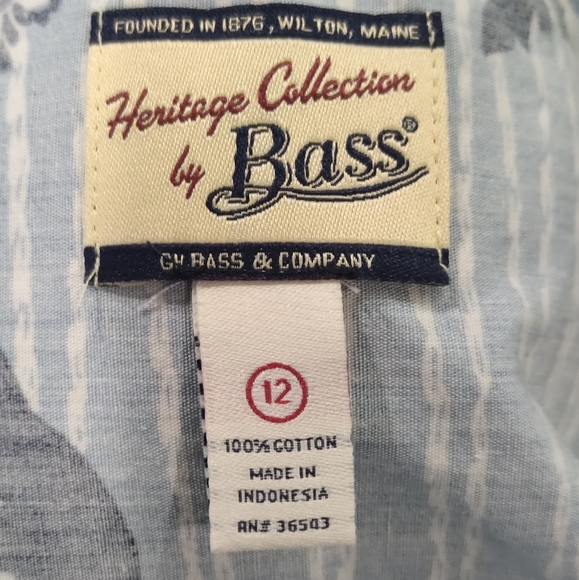 FOUNDED IN 1876, WILTON, MAINE
Heritage Collection
by Bass®
GH BASS & COMPANY
12
100% COTTON
MADE IN
INDONESIA
RN# 36543